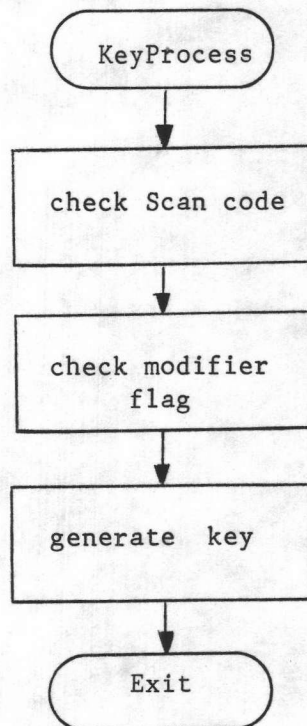 KeyProcess
check Scan code
check modifier
flag
generate key
Exit